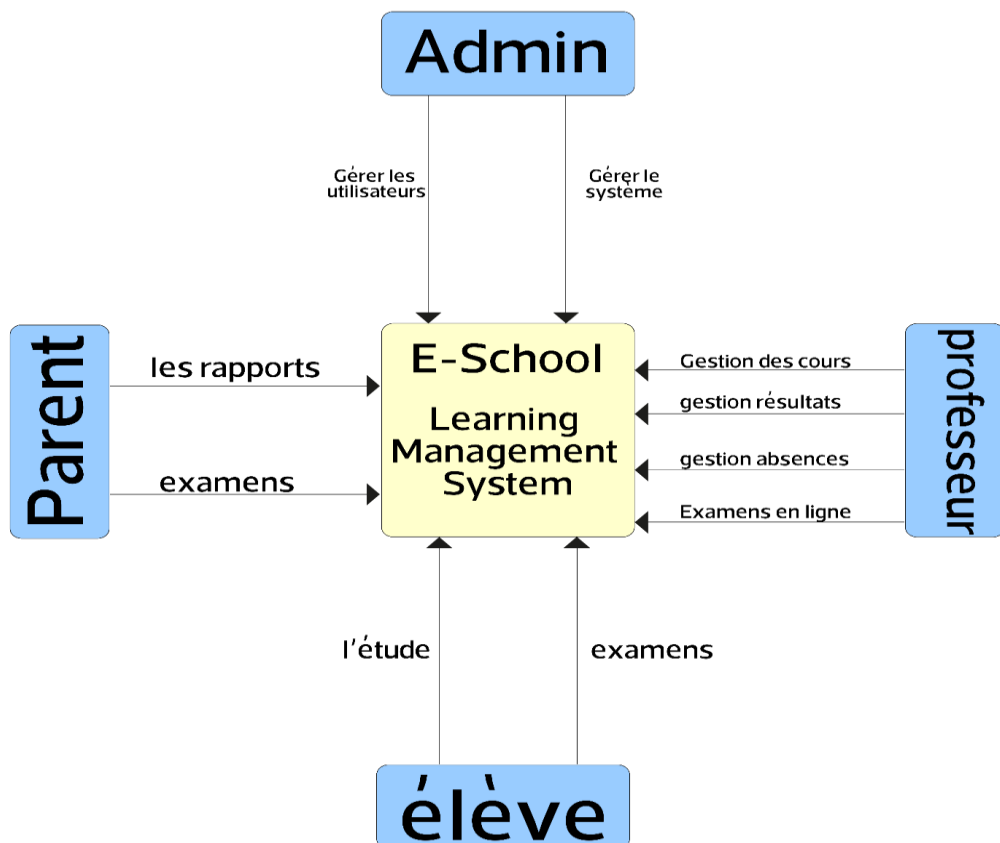 Admin
Gérer les
utilisateurs
Gérer le
système
Parent
les rapports
examens
E-School
Learning
Management
System
Gestion des cours
gestion résultats
gestion absences
Examens en ligne
professeur
l'étude
examens
élève